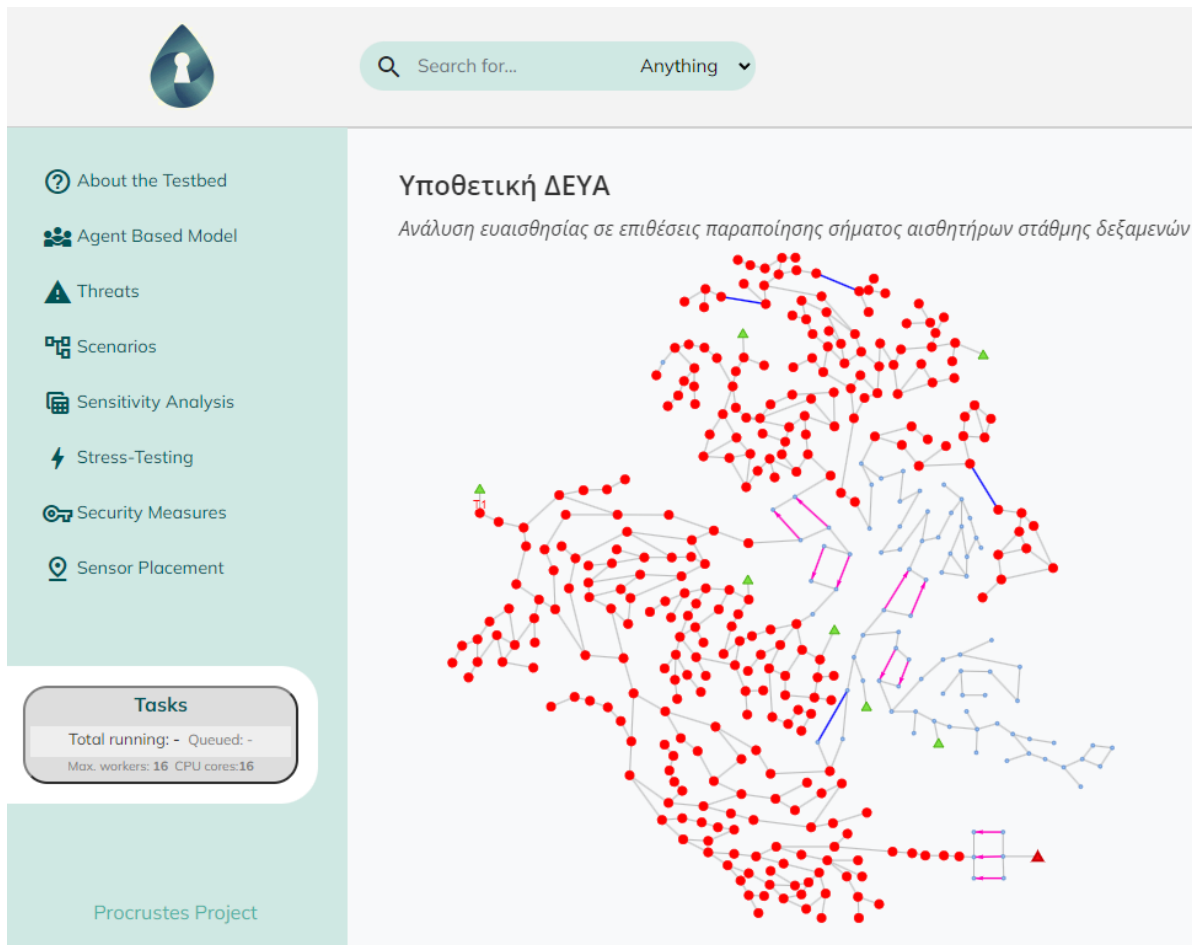 Search for...
Anything
About the Testbed
Agent Based Model
Threats
Scenarios
Sensitivity Analysis
Stress-Testing
Security Measures
Sensor Placement
Tasks
Total running: - Queued: -
Max. workers: 16 CPU cores:16
Procrustes Project
Υποθετική ΔΕΥΑ
Ανάλυση ευαισθησίας σε επιθέσεις παραποίησης σήματος αισθητήρων στάθμης δεξαμενών
T1